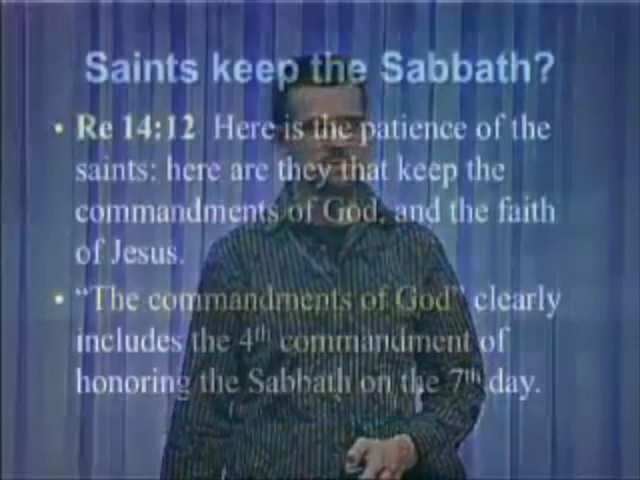 Saints keep the Sabbath?
• Re 14:12 Here is the patience of the
saints: here are they that keep the
commandments of God, and the faith
of Jesus.
• “The commandments of God” clearly
includes the 4th commandment of
honoring the Sabbath on the 7th day.